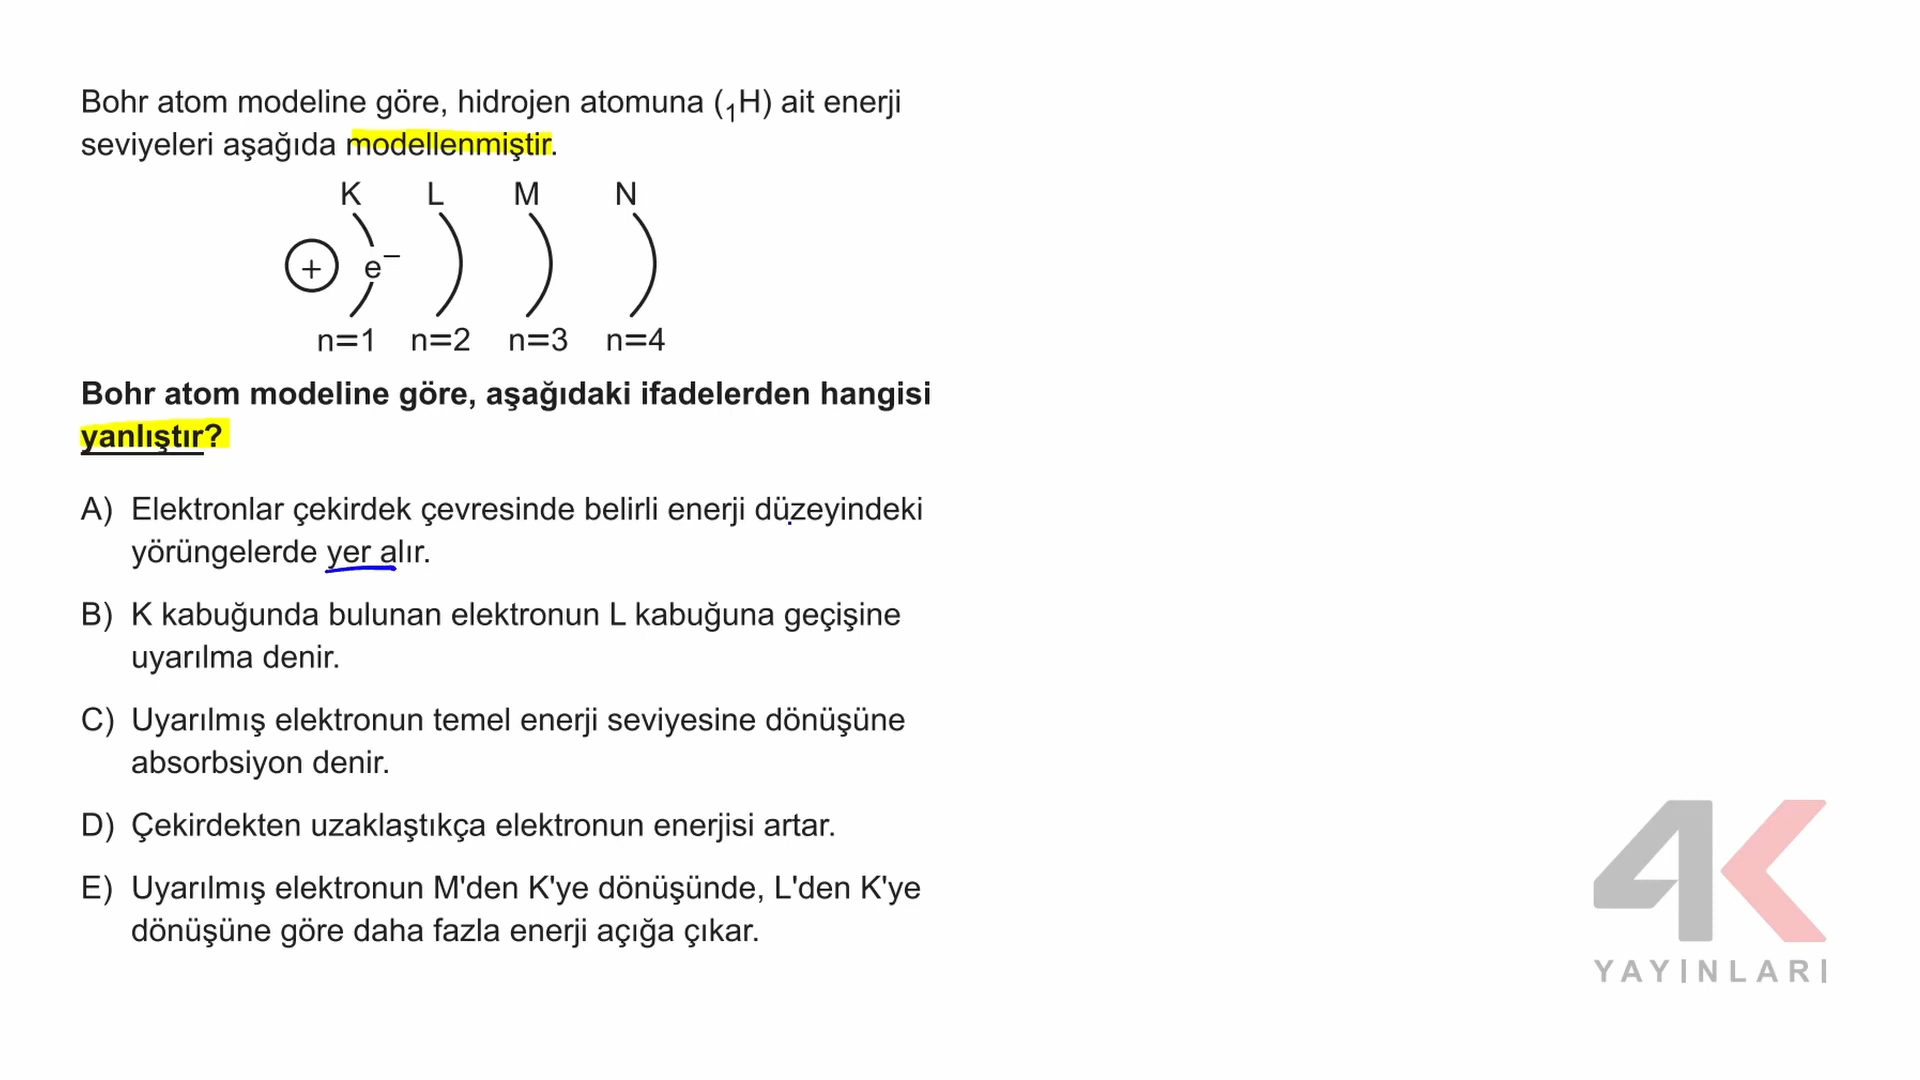 Bohr atom modeline göre, hidrojen atomuna (₁H) ait enerji
seviyeleri aşağıda modellenmiştir.
K L M N
+ e⁻
n=1 n=2 n=3 n=4
Bohr atom modeline göre, aşağıdaki ifadelerden hangisi
yanlıştır?
A) Elektronlar çekirdek çevresinde belirli enerji düzeyindeki
yörüngelerde yer alır.
B) K kabuğunda bulunan elektronun L kabuğuna geçişine
uyarılma denir.
C) Uyarılmış elektronun temel enerji seviyesine dönüşüne
absorbsiyon denir.
D) Çekirdekten uzaklaştıkça elektronun enerjisi artar.
E) Uyarılmış elektronun M'den K'ye dönüşünde, L'den K'ye
dönüşüne göre daha fazla enerji açığa çıkar.
4K
YAYINLARI